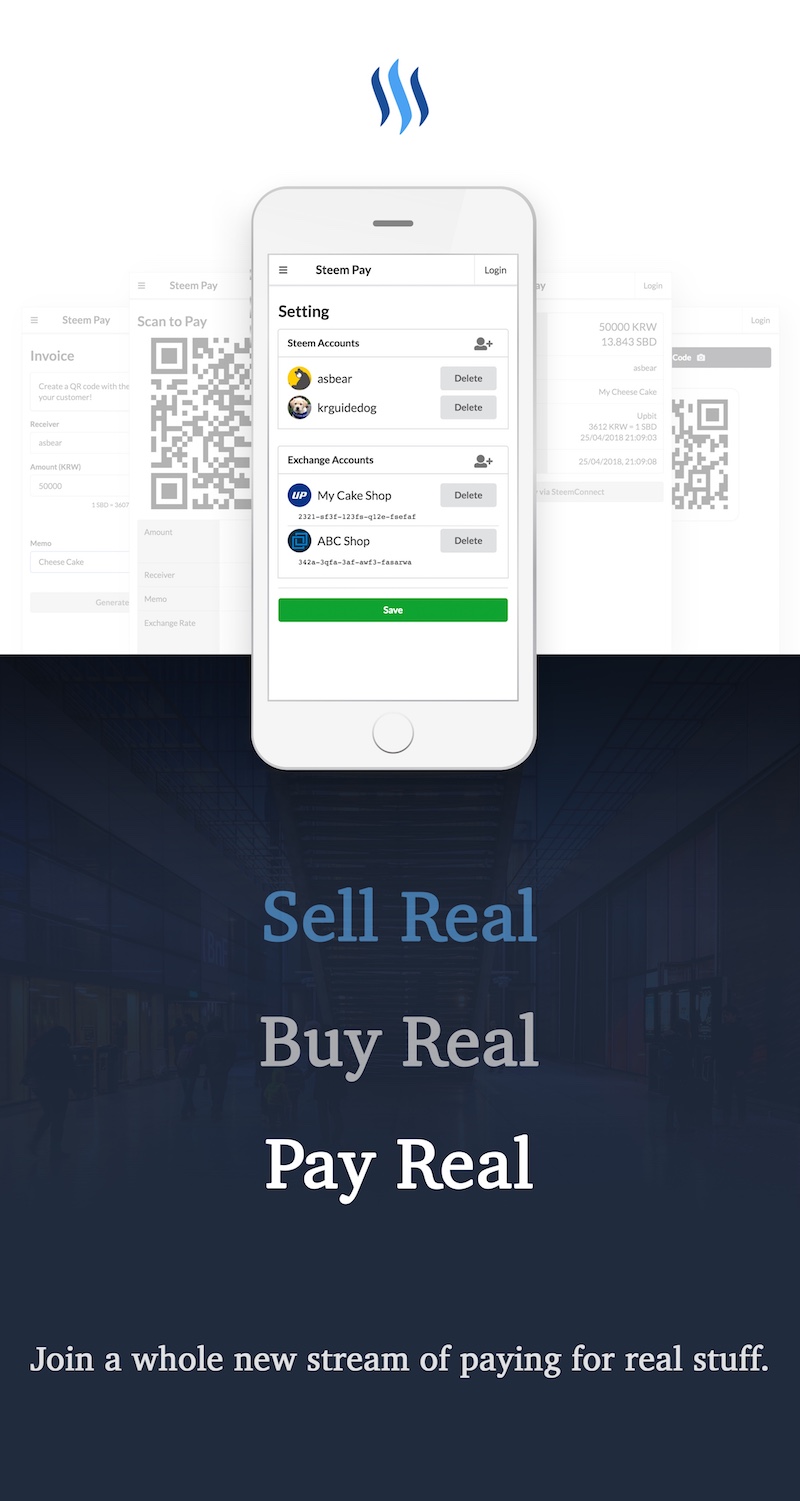 Steem Pay
Invoice
Create a QR code with the
your customer!
Receiver
asbear
Amount (KRW)
50000
1 SBD = 3607
Memo
Cheese Cake
Generate
Steem Pay
Scan to Pay
Amount
Receiver
Memo
Exchange Rate
Steem Pay
Login
Setting
Steem Accounts
asbear
Delete
krguidedog
Delete
Exchange Accounts
UP
My Cake Shop
Delete
2321-sf3f-123fs-q12e-fsefaf
ABC Shop
Delete
342a-3qfa-3af-awf3-fasarwa
Save
ay
Login
50000 KRW
13.843 SBD
asbear
My Cheese Cake
Upbit
3612 KRW = 1 SBD
25/04/2018 21:09:03
25/04/2018, 21:09:08
via SteemConnect
Login
Code
Sell Real
Buy Real
Pay Real
Join a whole new stream of paying for real stuff.